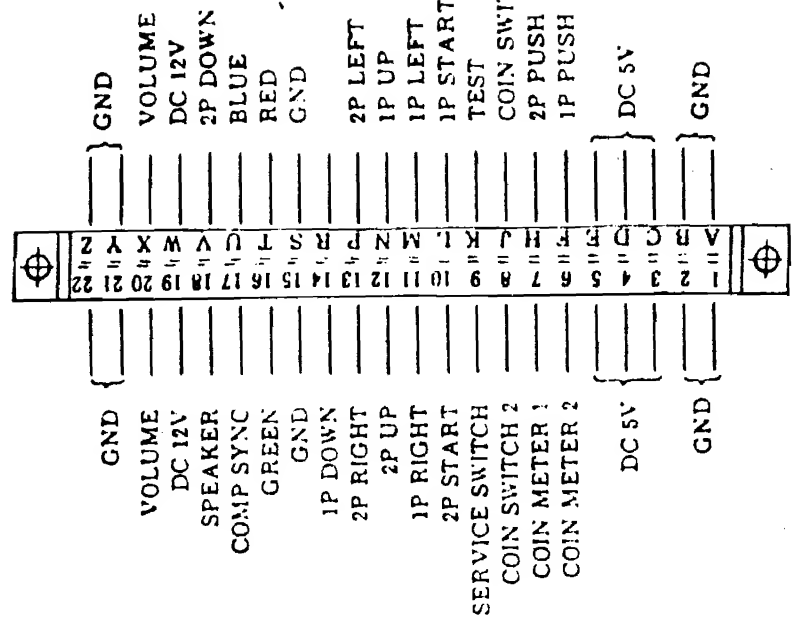 GND
VOLUME
DC 12V
2P DOWN
BLUE
RED
GND
2P LEFT
1P UP
1P LEFT
1P START
TEST
COIN
2P PUSH
1P PUSH
DC 5V
GND
Z Y X W V U T S R P N M L K J H F E D C B A
22 21 20 19 18 17 16 15 14 13 12 11 10 9 8 7 6 5 4 3 2 1
GND
VOLUME
DC 12V
SPEAKER
COMP SYNC
GREEN
GND
1P DOWN
2P RIGHT
2P UP
1P RIGHT
2P START
SERVICE SWITCH
COIN SWITCH 2
COIN METER 1
COIN METER 2
DC 5V
GND